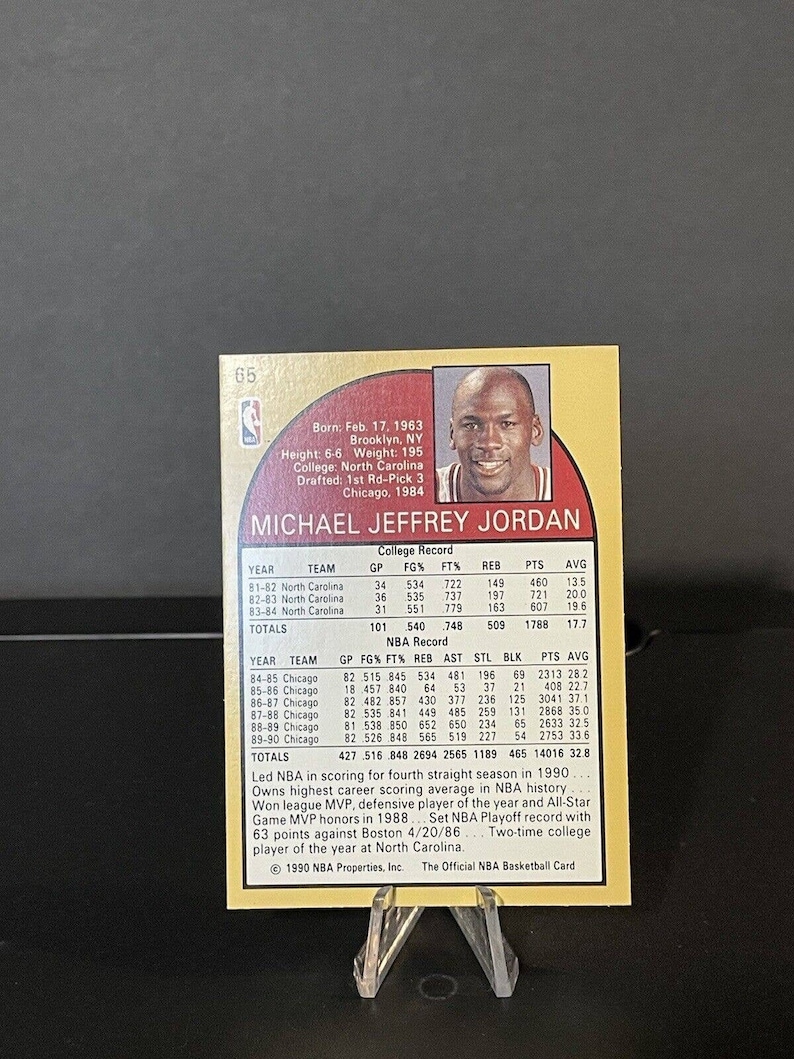 65
NBA
Born: Feb. 17, 1963
Brooklyn, NY
Height: 6-6 Weight: 195
College: North Carolina
Drafted: 1st Rd–Pick 3
Chicago, 1984
MICHAEL JEFFREY JORDAN
College Record
YEAR TEAM GP FG% FT% REB PTS AVG
81–82 North Carolina 34 .534 .722 149 460 13.5
82–83 North Carolina 36 .535 .737 197 721 20.0
83–84 North Carolina 31 .551 .779 163 607 19.6
TOTALS 101 .540 .748 509 1788 17.7
NBA Record
YEAR TEAM GP FG% FT% REB AST STL BLK PTS AVG
84–85 Chicago 82 .515 .845 534 481 196 69 2313 28.2
85–86 Chicago 18 .457 .840 64 53 37 21 408 22.7
86–87 Chicago 82 .482 .857 430 377 236 125 3041 37.1
87–88 Chicago 82 .535 .841 449 485 259 131 2868 35.0
88–89 Chicago 81 .538 .850 652 650 234 65 2633 32.5
89–90 Chicago 82 .526 .848 565 519 227 54 2753 33.6
TOTALS 427 .516 .848 2694 2565 1189 465 14016 32.8
Led NBA in scoring for fourth straight season in 1990 . . .
Owns highest career scoring average in NBA history . . .
Won league MVP, defensive player of the year and All-Star
Game MVP honors in 1988 . . . Set NBA Playoff record with
63 points against Boston 4/20/86 . . . Two-time college
player of the year at North Carolina.
© 1990 NBA Properties, Inc. The Official NBA Basketball Card